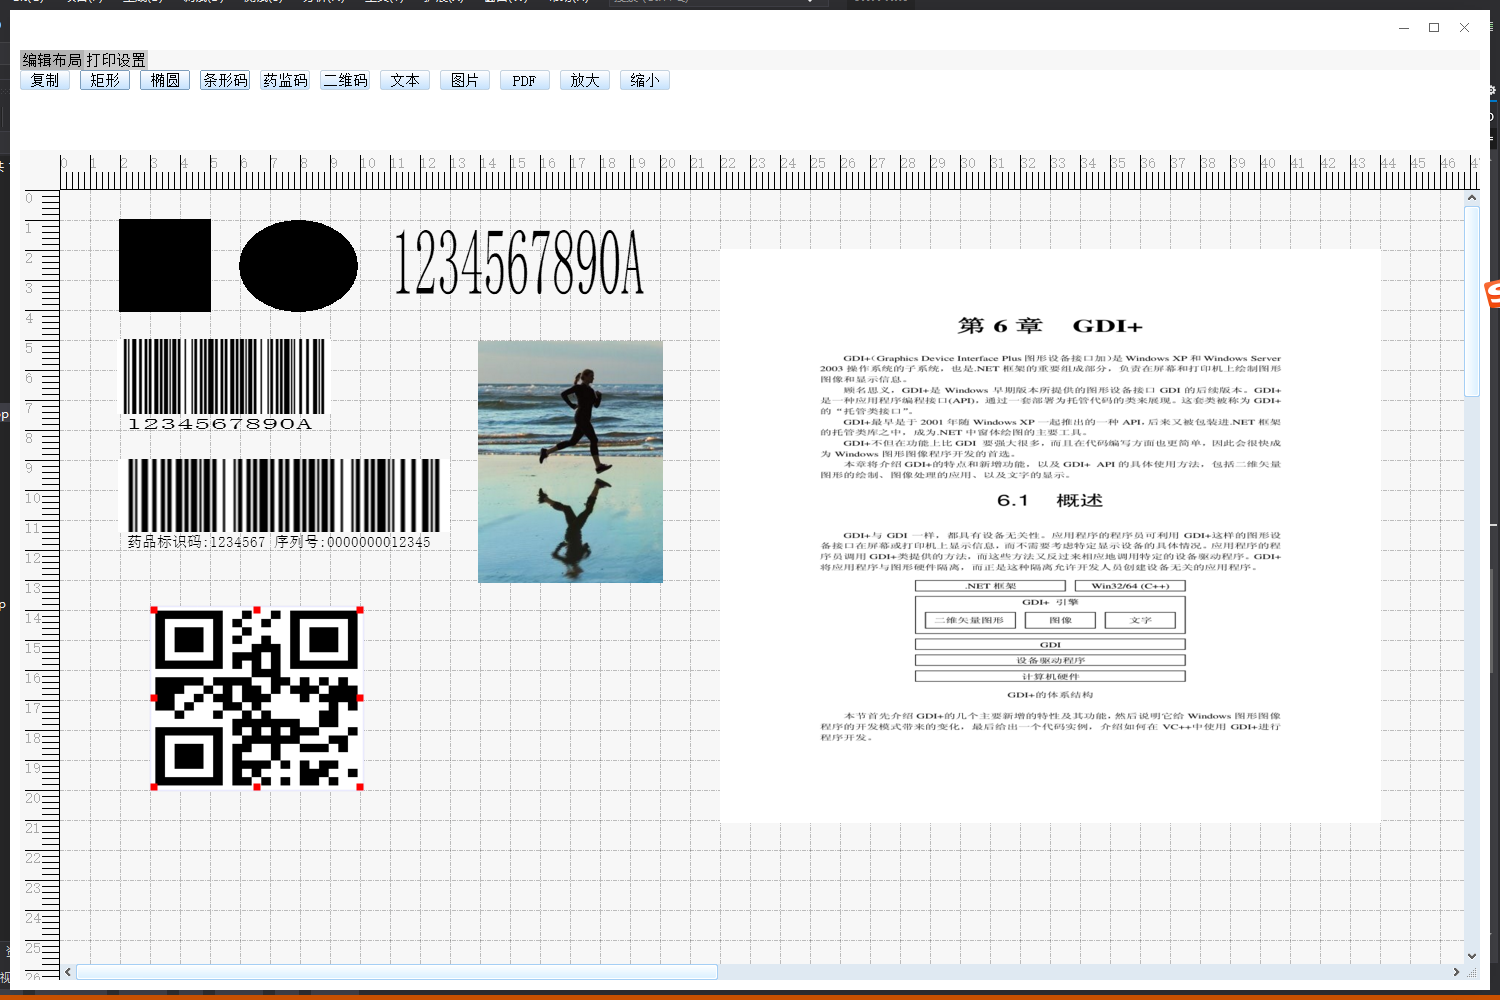 编辑布局 打印设置
复制 矩形 椭圆 条形码 药监码 二维码 文本 图片 PDF 放大 缩小
0 1 2 3 4 5 6 7 8 9 10 11 12 13 14 15 16 17 18 19 20 21 22 23 24 25 26 27 28 29 30 31 32 33 34 35 36 37 38 39 40 41 42 43 44 45 46
0
1
2
3
4
5
6
7
8
9
10
11
12
13
14
15
16
17
18
19
20
21
22
23
24
25
26
1234567890A
1234567890A
药品标识码:1234567 序列号:0000000012345
第 6 章 GDI+
GDI+(Graphics Device Interface Plus 图形设备接口加)是 Windows XP 和 Windows Server
2003 操作系统的子系统，也是.NET 框架的重要组成部分，负责在屏幕和打印机上绘制图形
图像和显示信息。
顾名思义，GDI+是 Windows 早期版本所提供的图形设备接口 GDI 的后续版本。GDI+
是一种应用程序编程接口(API)，通过一套部署为托管代码的类来展现。这套类被称为 GDI+
的“托管类接口”。
GDI+最早是于 2001 年随 Windows XP 一起推出的一种 API，后来又被包装进.NET 框架
的托管类库之中，成为.NET 中窗体绘图的主要工具。
GDI+不但在功能上比 GDI 要强大很多，而且在代码编写方面也更简单，因此会很快成
为 Windows 图形图像程序开发的首选。
本章将介绍 GDI+的特点和新增功能，以及 GDI+ API 的具体使用方法，包括二维矢量
图形的绘制、图像处理的应用、以及文字的显示。
6.1 概述
GDI+与 GDI 一样，都具有设备无关性。应用程序的程序员可利用 GDI+这样的图形设
备接口在屏幕或打印机上显示信息，而不需要考虑特定显示设备的具体情况。应用程序的程
序员调用 GDI+类提供的方法，而这些方法又反过来相应地调用特定的设备驱动程序。GDI+
将应用程序与图形硬件隔离，而正是这种隔离允许开发人员创建设备无关的应用程序。
.NET 框架 Win32/64 (C++)
GDI+ 引擎
二维矢量图形 图像 文字
GDI
设备驱动程序
计算机硬件
GDI+的体系结构
本节首先介绍 GDI+的几个主要新增的特性及其功能，然后说明它给 Windows 图形图像
程序的开发模式带来的变化，最后给出一个代码实例，介绍如何在 VC++中使用 GDI+进行
程序开发。